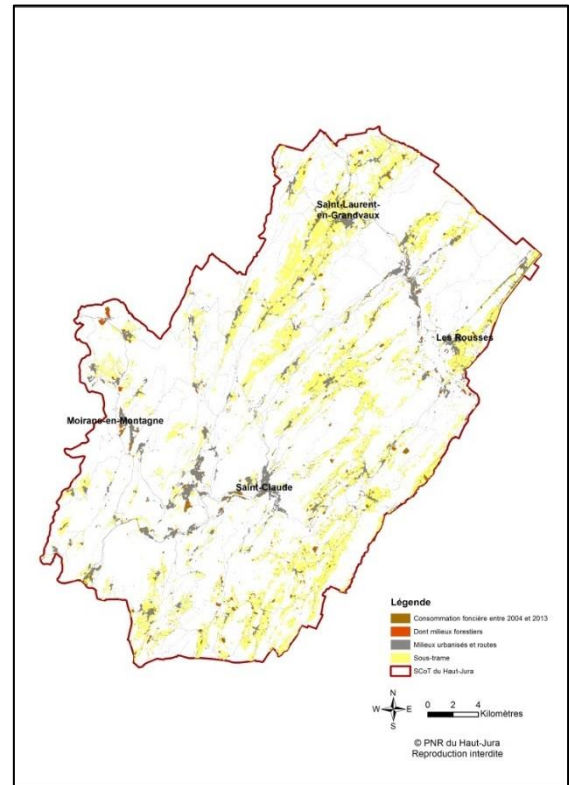 Saint-Laurent-
en-Grandvaux
Les Rousses
Moirans-en-Montagne
Saint-Claude
Légende
Consommation foncière entre 2004 et 2013
Dont milieux forestiers
Milieux urbanisés et routes
Sous-trame
SCoT du Haut-Jura
N
W E
S
0 2 4
Kilomètres
© PNR du Haut-Jura
Reproduction interdite